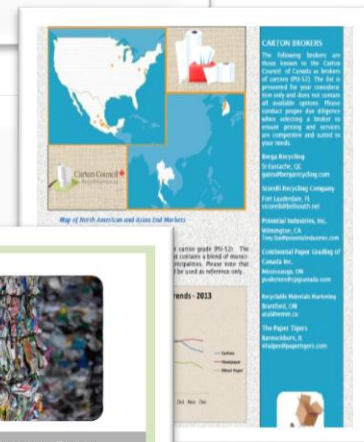 CARTON BROKERS
The following brokers are
those known to the Carton
Council of Canada as brokers
of cartons (PSI-52). The list is
presented for your considera-
tion only and does not contain
all available options. Please
conduct proper due diligence
when selecting a broker to
ensure pricing and services
are competitive and suited to
your needs.
Berga Recycling
St Eustache, QC
Recycling Company
Fort Lauderdale, FL
Potential Industries, Inc.
Wilmington, CA
Continental Paper Grading of
Canada Inc.
Mississauga, ON
Recyclable Materials Marketing
Brantford, ON
The Paper Tigers
Bannockburn, IL
Carton Council
Map of North American and Asian End Markets
carton grade (PSI-52). The
contains a blend of munici-
Please note that
be used as reference only.
rends - 2013
Cartons
Newspaper
Mixed Paper
Oct Nov Dec